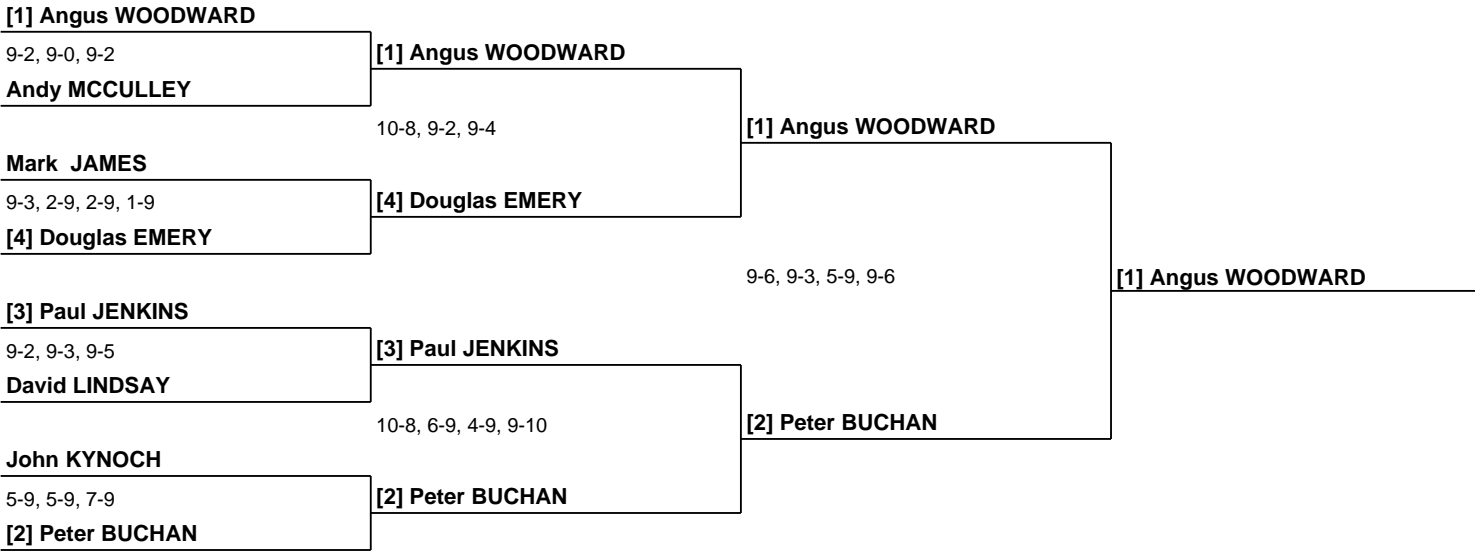 [1] Angus WOODWARD
9-2, 9-0, 9-2
[1] Angus WOODWARD
Andy MCCULLEY
10-8, 9-2, 9-4
[1] Angus WOODWARD
Mark  JAMES
9-3, 2-9, 2-9, 1-9
[4] Douglas EMERY
[4] Douglas EMERY
9-6, 9-3, 5-9, 9-6
[1] Angus WOODWARD
[3] Paul JENKINS
9-2, 9-3, 9-5
[3] Paul JENKINS
David LINDSAY
10-8, 6-9, 4-9, 9-10
[2] Peter BUCHAN
John KYNOCH
5-9, 5-9, 7-9
[2] Peter BUCHAN
[2] Peter BUCHAN